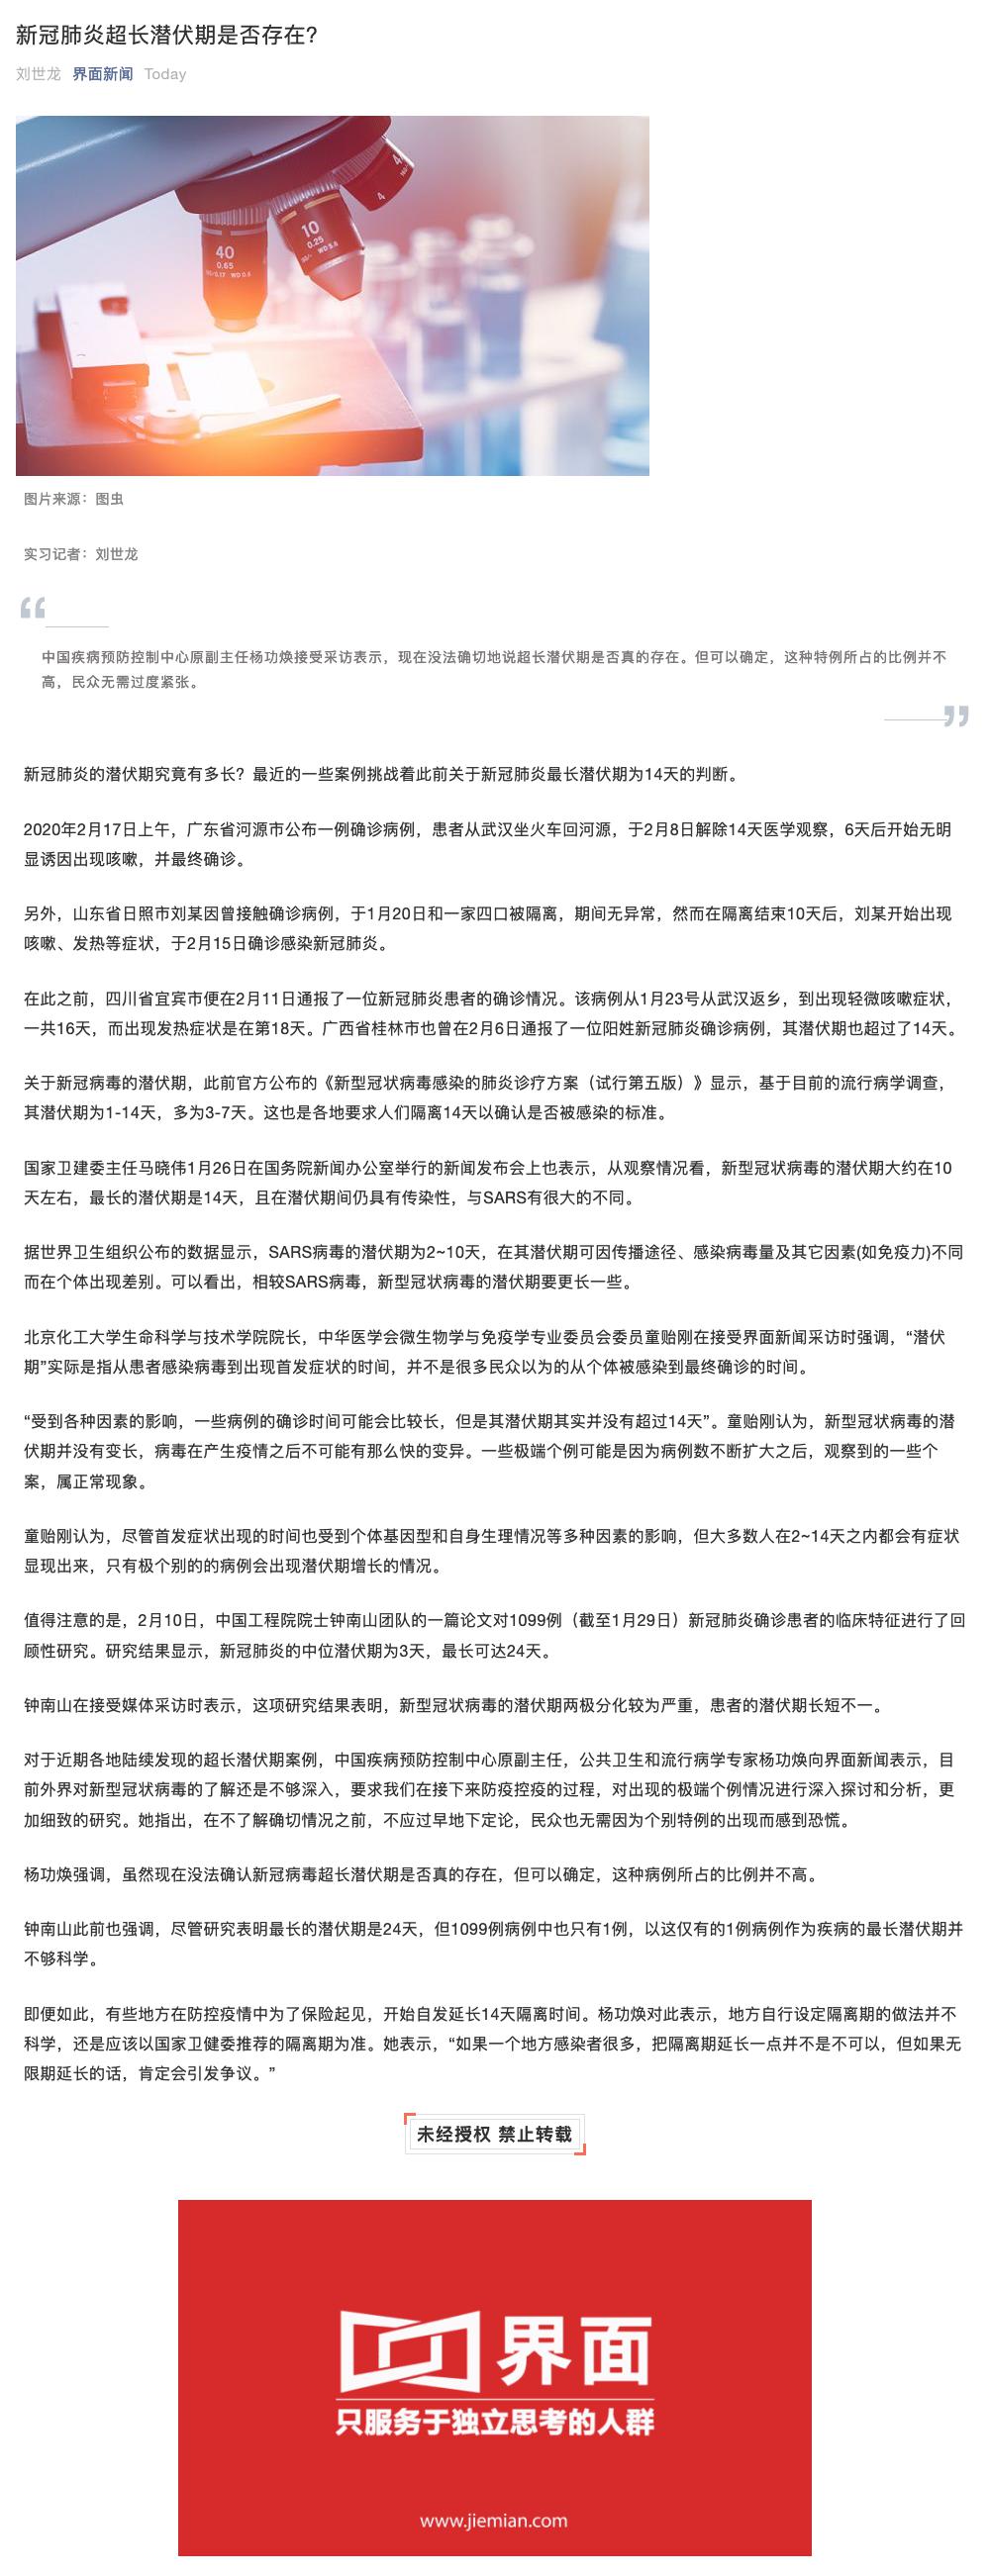 新冠肺炎超长潜伏期是否存在?
刘世龙 界面新闻 Today
40
0.65
∞/0.17 WD 0.6
10
0.25
4
图片来源：图虫
实习记者：刘世龙
“
中国疾病预防控制中心原副主任杨功焕接受采访表示，现在没法确切地说超长潜伏期是否真的存在。但可以确定，这种特例所占的比例并不
高，民众无需过度紧张。
”
新冠肺炎的潜伏期究竟有多长？最近的一些案例挑战着此前关于新冠肺炎最长潜伏期为14天的判断。
2020年2月17日上午，广东省河源市公布一例确诊病例，患者从武汉坐火车回河源，于2月8日解除14天医学观察，6天后开始无明
显诱因出现咳嗽，并最终确诊。
另外，山东省日照市刘某因曾接触确诊病例，于1月20日和一家四口被隔离，期间无异常，然而在隔离结束10天后，刘某开始出现
咳嗽、发热等症状，于2月15日确诊感染新冠肺炎。
在此之前，四川省宜宾市便在2月11日通报了一位新冠肺炎患者的确诊情况。该病例从1月23号从武汉返乡，到出现轻微咳嗽症状，
一共16天，而出现发热症状是在第18天。广西省桂林市也曾在2月6日通报了一位阳姓新冠肺炎确诊病例，其潜伏期也超过了14天。
关于新冠病毒的潜伏期，此前官方公布的《新型冠状病毒感染的肺炎诊疗方案（试行第五版）》显示，基于目前的流行病学调查，
其潜伏期为1-14天，多为3-7天。这也是各地要求人们隔离14天以确认是否被感染的标准。
国家卫建委主任马晓伟1月26日在国务院新闻办公室举行的新闻发布会上也表示，从观察情况看，新型冠状病毒的潜伏期大约在10
天左右，最长的潜伏期是14天，且在潜伏期间仍具有传染性，与SARS有很大的不同。
据世界卫生组织公布的数据显示，SARS病毒的潜伏期为2~10天，在其潜伏期可因传播途径、感染病毒量及其它因素(如免疫力)不同
而在个体出现差别。可以看出，相较SARS病毒，新型冠状病毒的潜伏期要更长一些。
北京化工大学生命科学与技术学院院长，中华医学会微生物学与免疫学专业委员会委员童贻刚在接受界面新闻采访时强调，“潜伏
期”实际是指从患者感染病毒到出现首发症状的时间，并不是很多民众以为的从个体被感染到最终确诊的时间。
“受到各种因素的影响，一些病例的确诊时间可能会比较长，但是其潜伏期其实并没有超过14天”。童贻刚认为，新型冠状病毒的潜
伏期并没有变长，病毒在产生疫情之后不可能有那么快的变异。一些极端个例可能是因为病例数不断扩大之后，观察到的一些个
案，属正常现象。
童贻刚认为，尽管首发症状出现的时间也受到个体基因型和自身生理情况等多种因素的影响，但大多数人在2~14天之内都会有症状
显现出来，只有极个别的的病例会出现潜伏期增长的情况。
值得注意的是，2月10日，中国工程院院士钟南山团队的一篇论文对1099例（截至1月29日）新冠肺炎确诊患者的临床特征进行了回
顾性研究。研究结果显示，新冠肺炎的中位潜伏期为3天，最长可达24天。
钟南山在接受媒体采访时表示，这项研究结果表明，新型冠状病毒的潜伏期两极分化较为严重，患者的潜伏期长短不一。
对于近期各地陆续发现的超长潜伏期案例，中国疾病预防控制中心原副主任，公共卫生和流行病学专家杨功焕向界面新闻表示，目
前外界对新型冠状病毒的了解还是不够深入，要求我们在接下来防疫控疫的过程，对出现的极端个例情况进行深入探讨和分析，更
加细致的研究。她指出，在不了解确切情况之前，不应过早地下定论，民众也无需因为个别特例的出现而感到恐慌。
杨功焕强调，虽然现在没法确认新冠病毒超长潜伏期是否真的存在，但可以确定，这种病例所占的比例并不高。
钟南山此前也强调，尽管研究表明最长的潜伏期是24天，但1099例病例中也只有1例，以这仅有的1例病例作为疾病的最长潜伏期并
不够科学。
即便如此，有些地方在防控疫情中为了保险起见，开始自发延长14天隔离时间。杨功焕对此表示，地方自行设定隔离期的做法并不
科学，还是应该以国家卫健委推荐的隔离期为准。她表示，“如果一个地方感染者很多，把隔离期延长一点并不是不可以，但如果无
限期延长的话，肯定会引发争议。”
未经授权 禁止转载
界面
只服务于独立思考的人群
www.jiemian.com